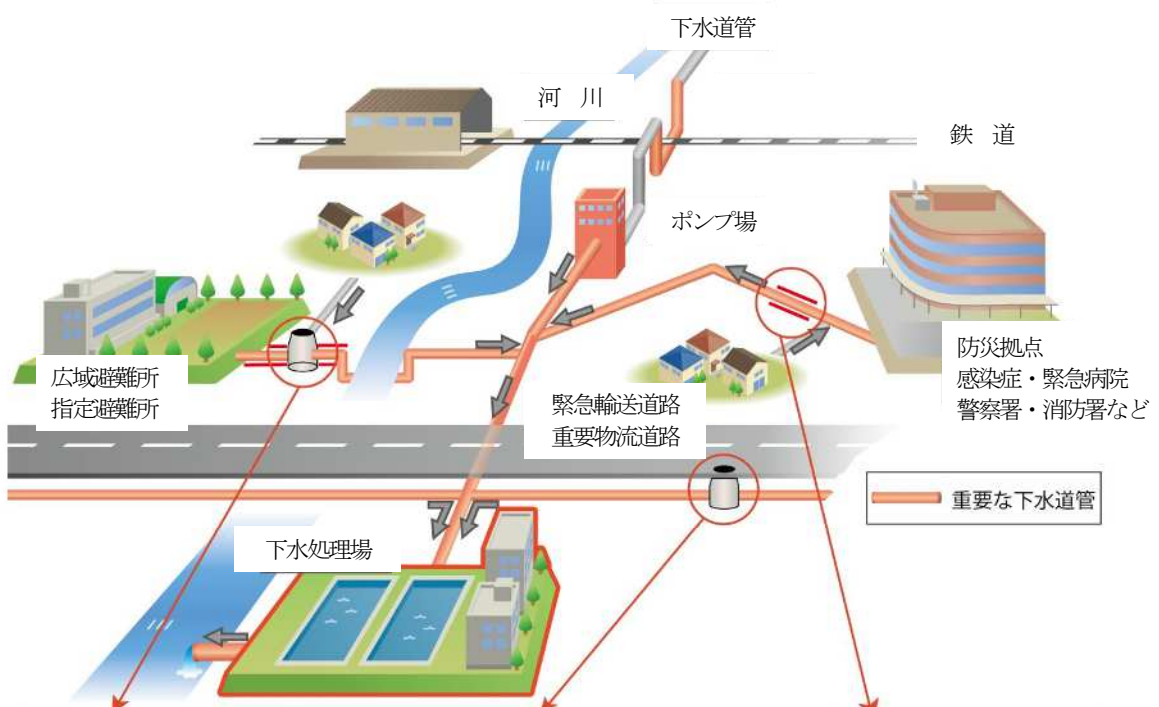 下水道管
河　川
鉄　道
ポンプ場
広域避難所
指定避難所
防災拠点
感染症・緊急病院
警察署・消防署など
緊急輸送道路
重要物流道路
重要な下水道管
下水処理場